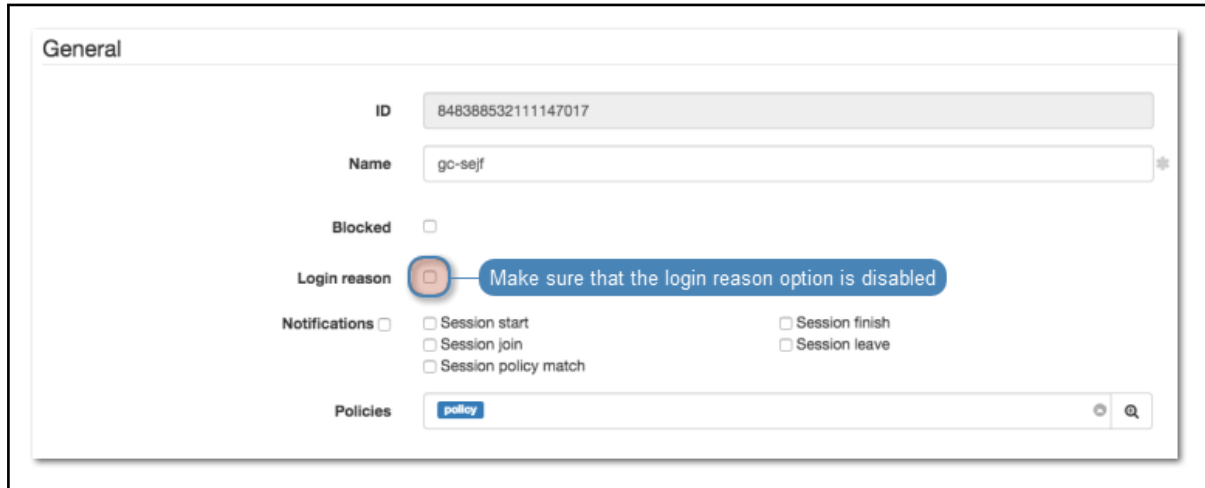 General
ID 848388532111147017
Name gc-sejf
Blocked
Login reason Make sure that the login reason option is disabled
Notifications Session start Session finish
Session join Session leave
Session policy match
Policies policy